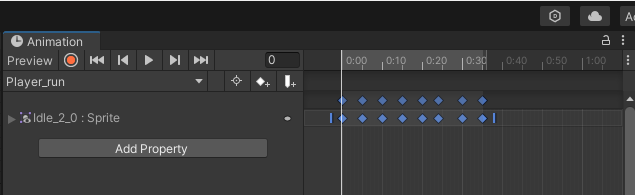 Ac
Animation
Preview 0 0:00 0:10 0:20 0:30 0:40 0:50 1:00
Player_run
Idle_2_0 : Sprite
Add Property